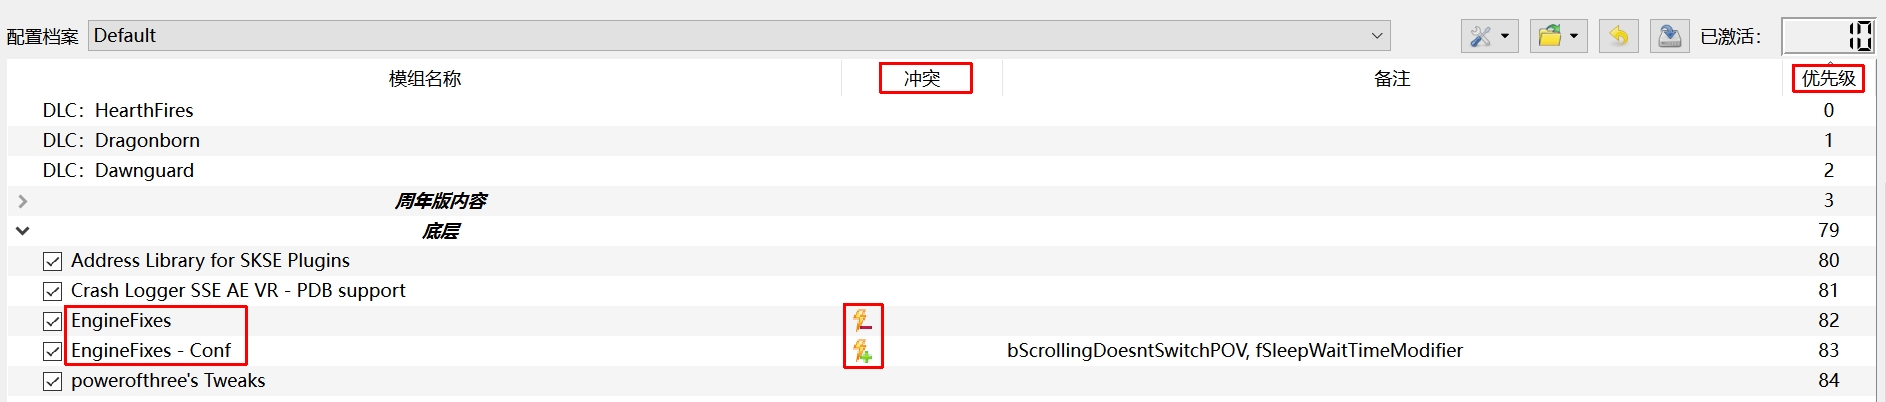 配置档案 Default 已激活： 10
模组名称 冲突 备注 优先级
DLC：HearthFires 0
DLC：Dragonborn 1
DLC：Dawnguard 2
周年版内容 3
底层 79
Address Library for SKSE Plugins 80
Crash Logger SSE AE VR - PDB support 81
EngineFixes 82
EngineFixes - Conf bScrollingDoesntSwitchPOV, fSleepWaitTimeModifier 83
powerofthree's Tweaks 84